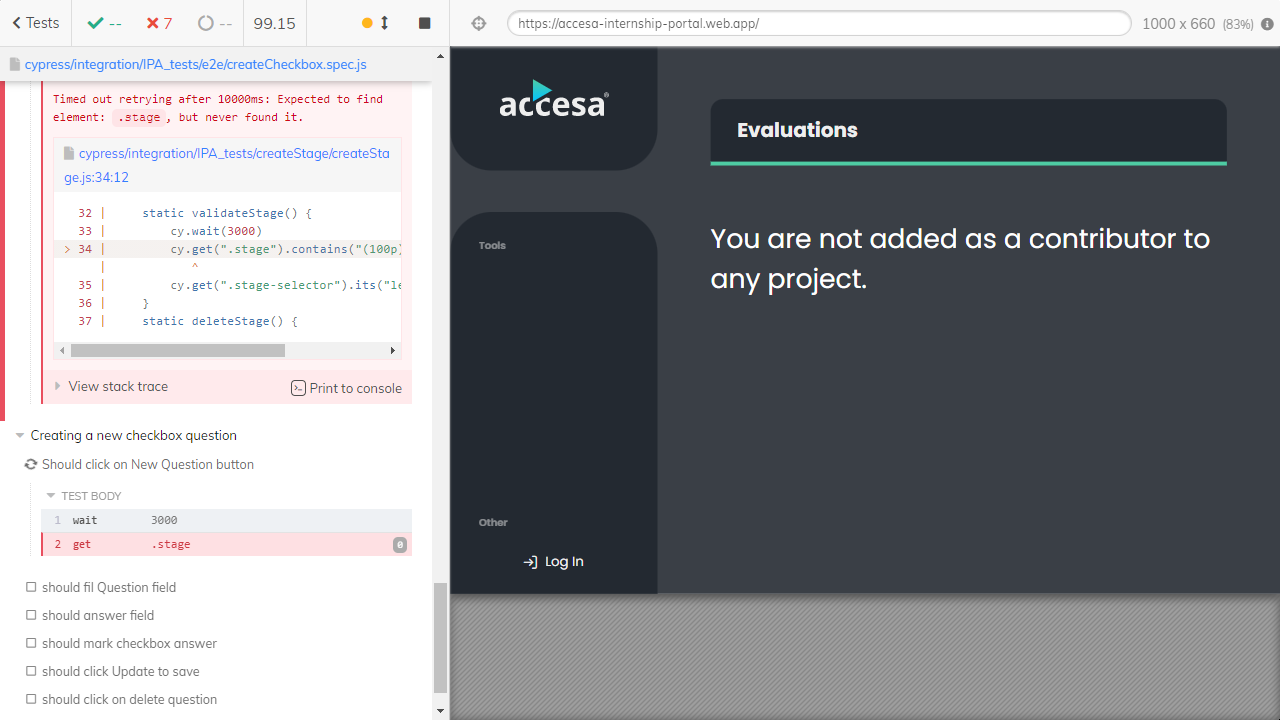 Tests
--
7
--
99.15
https://accesa-internship-portal.web.app/
1000 x 660 (83%)
cypress/integration/IPA_tests/e2e/createCheckbox.spec.js
Timed out retrying after 10000ms: Expected to find
element: .stage, but never found it.
cypress/integration/IPA_tests/createStage/createSta
ge.js:34:12
32 | static validateStage() {
33 | cy.wait(3000)
> 34 | cy.get(".stage").contains("(100p)
| ^
35 | cy.get(".stage-selector").its("le
36 | }
37 | static deleteStage() {
View stack trace
Print to console
Creating a new checkbox question
Should click on New Question button
TEST BODY
1 wait 3000
2 get .stage 0
should fil Question field
should answer field
should mark checkbox answer
should click Update to save
should click on delete question
accesa®
Tools
Other
Log In
Evaluations
You are not added as a contributor to
any project.